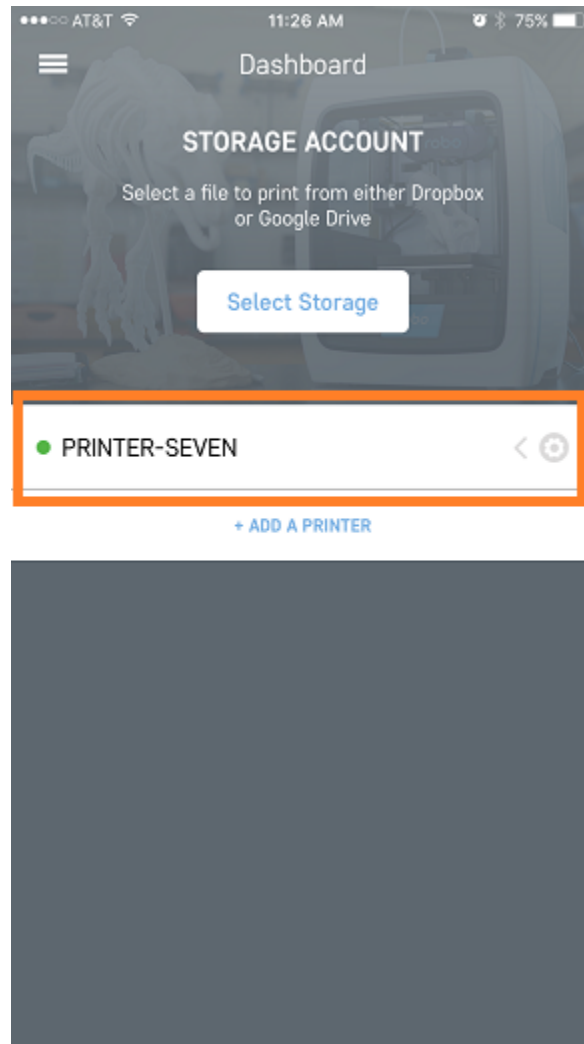 AT&T 11:26 AM 75%
Dashboard
STORAGE ACCOUNT
Select a file to print from either Dropbox
or Google Drive
Select Storage
PRINTER-SEVEN
+ ADD A PRINTER